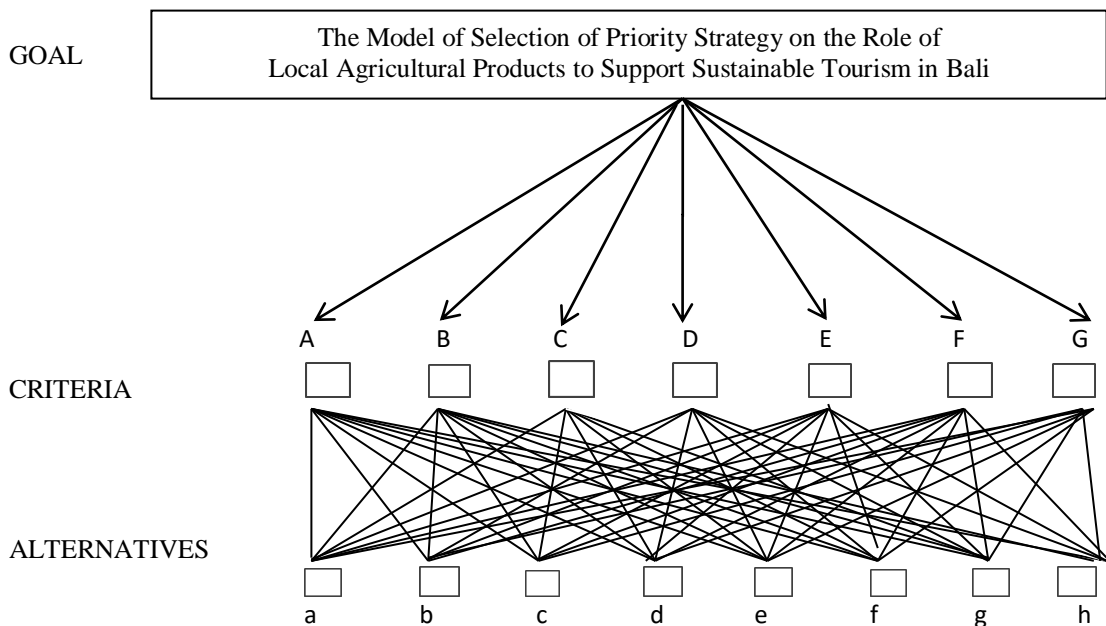 GOAL
The Model of Selection of Priority Strategy on the Role of
Local Agricultural Products to Support Sustainable Tourism in Bali
A B C D E F G
CRITERIA
ALTERNATIVES
a b c d e f g h